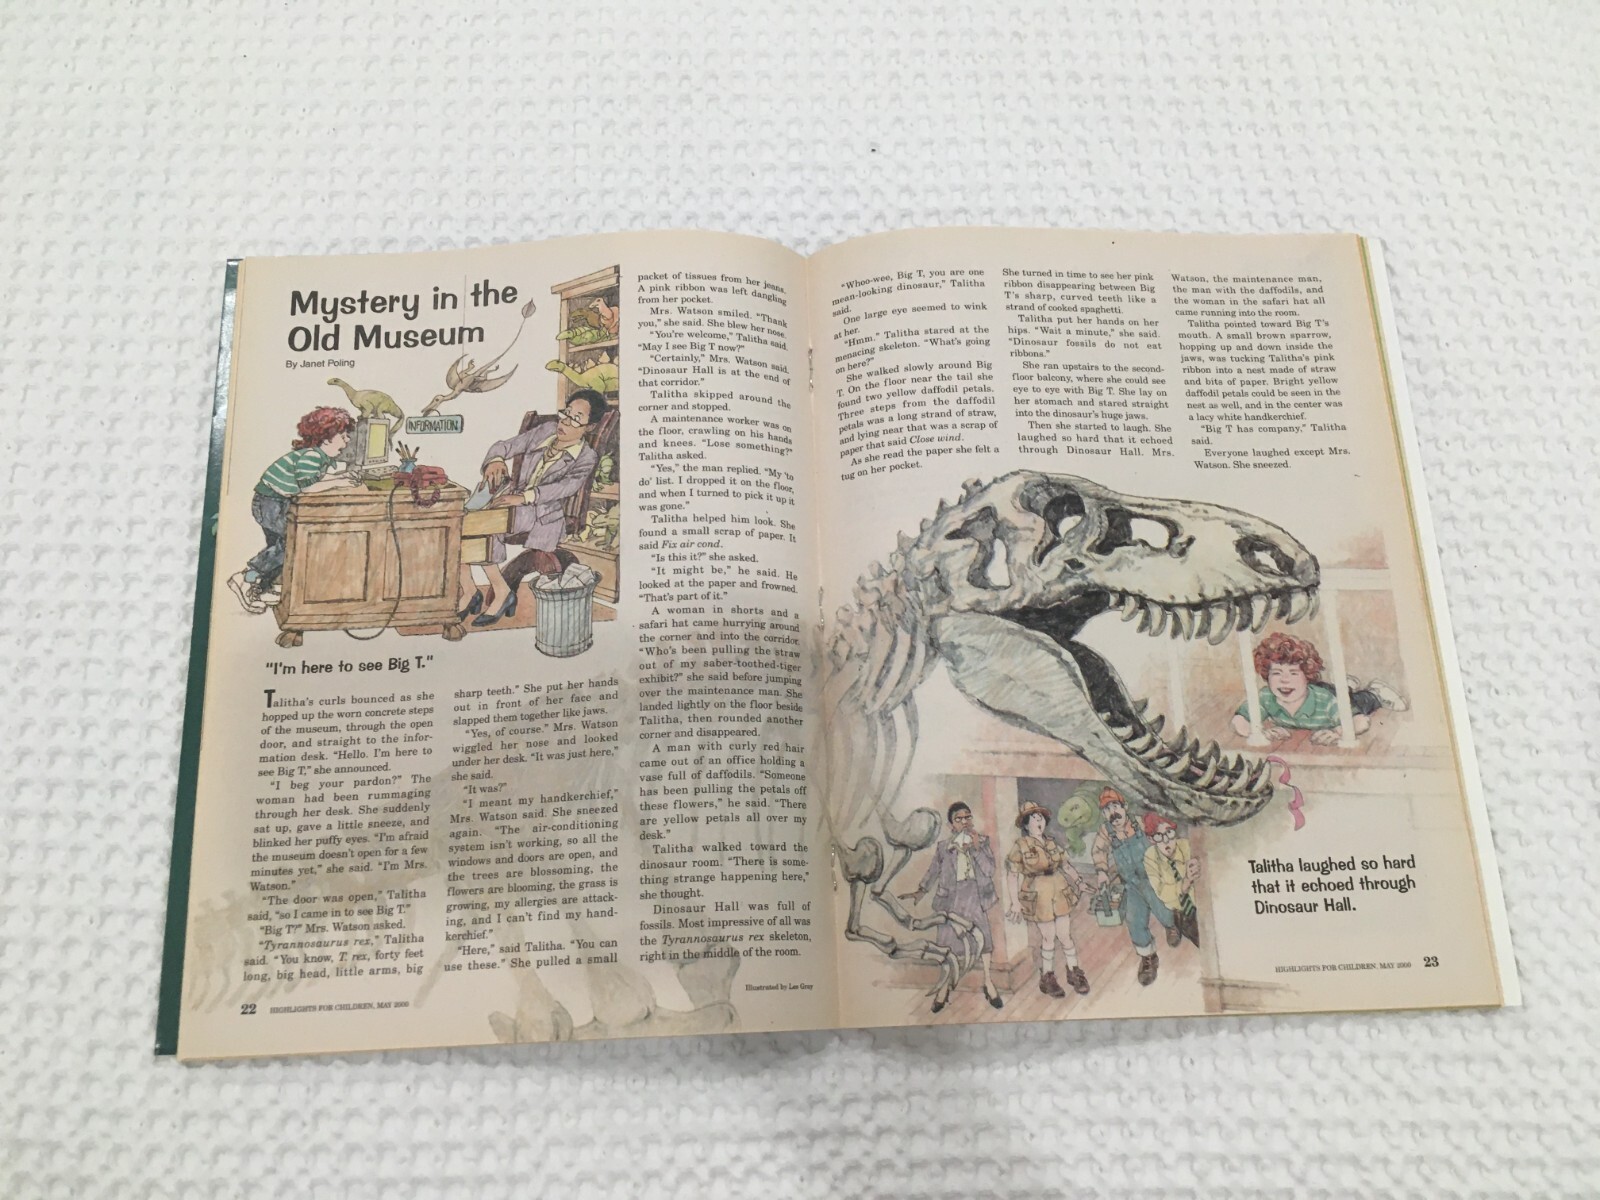 Mystery in the
Old Museum
By Janet Poling
INFORMATION
"I'm here to see Big T."
Talitha's curls bounced as she
hopped up the worn concrete steps
of the museum, through the open
door, and straight to the infor-
mation desk. "Hello. I'm here to
see Big T," she announced.
"I beg your pardon?" The
woman had been rummaging
through her desk. She suddenly
sat up, gave a little sneeze, and
blinked her puffy eyes. "I'm afraid
the museum doesn't open for a few
minutes yet," she said. "I'm Mrs.
Watson."
"The door was open," Talitha
said, "so I came in to see Big T."
"Big T?" Mrs. Watson asked.
"Tyrannosaurus rex," Talitha
said. "You know, T. rex, forty feet
long, big head, little arms, big
sharp teeth." She put her hands
out in front of her face and
slapped them together like jaws.
"Yes, of course." Mrs. Watson
wiggled her nose and looked
under her desk. "It was just here,"
she said.
"It was?"
"I meant my handkerchief,"
Mrs. Watson said. She sneezed
again. "The air-conditioning
system isn't working, so all the
windows and doors are open, and
the trees are blossoming, the
flowers are blooming, the grass is
growing, my allergies are attack-
ing, and I can't find my hand-
kerchief."
"Here," said Talitha. "You can
use these." She pulled a small
packet of tissues from her jeans.
A pink ribbon was left dangling
from her pocket.
Mrs. Watson smiled. "Thank
you," she said. She blew her nose.
"You're welcome," Talitha said.
"May I see Big T now?"
"Certainly," Mrs. Watson said.
"Dinosaur Hall is at the end of
that corridor."
Talitha skipped around the
corner and stopped.
A maintenance worker was on
the floor, crawling on his hands
and knees. "Lose something?"
Talitha asked.
"Yes," the man replied. "My 'to
do' list. I dropped it on the floor,
and when I turned to pick it up it
was gone."
Talitha helped him look. She
found a small scrap of paper. It
said Fix air cond.
"Is this it?" she asked.
"It might be," he said. He
looked at the paper and frowned.
"That's part of it."
A woman in shorts and a
safari hat came hurrying around
the corner and into the corridor.
"Who's been pulling the straw
out of my saber-toothed-tiger
exhibit?" she said before jumping
over the maintenance man. She
landed lightly on the floor beside
Talitha, then rounded another
corner and disappeared.
A man with curly red hair
came out of an office holding a
vase full of daffodils. "Someone
has been pulling the petals off
these flowers," he said. "There
are yellow petals all over my
desk."
Talitha walked toward the
dinosaur room. "There is some-
thing strange happening here,"
she thought.
Dinosaur Hall was full of
fossils. Most impressive of all was
the Tyrannosaurus rex skeleton,
right in the middle of the room.
Illustrated by Les Gray
22 HIGHLIGHTS FOR CHILDREN, MAY 2000
"Whoo-wee, Big T, you are one
mean-looking dinosaur," Talitha
said.
One large eye seemed to wink
at her.
"Hmm." Talitha stared at the
menacing skeleton. "What's going
on here?"
She walked slowly around Big
T. On the floor near the tail she
found two yellow daffodil petals.
Three steps from the daffodil
petals was a long strand of straw,
and lying near that was a scrap of
paper that said Close wind.
As she read the paper she felt a
tug on her pocket.
She turned in time to see her pink
ribbon disappearing between Big
T's sharp, curved teeth like a
strand of cooked spaghetti.
Talitha put her hands on her
hips. "Wait a minute," she said.
"Dinosaur fossils do not eat
ribbons."
She ran upstairs to the second-
floor balcony, where she could see
eye to eye with Big T. She lay on
her stomach and stared straight
into the dinosaur's huge jaws.
Then she started to laugh. She
laughed so hard that it echoed
through Dinosaur Hall. Mrs.
Watson, the maintenance man,
the man with the daffodils, and
the woman in the safari hat all
came running into the room.
Talitha pointed toward Big T's
mouth. A small brown sparrow,
hopping up and down inside the
jaws, was tucking Talitha's pink
ribbon into a nest made of straw
and bits of paper. Bright yellow
daffodil petals could be seen in the
nest as well, and in the center was
a lacy white handkerchief.
"Big T has company," Talitha
said.
Everyone laughed except Mrs.
Watson. She sneezed.
Talitha laughed so hard
that it echoed through
Dinosaur Hall.
HIGHLIGHTS FOR CHILDREN, MAY 2000 23